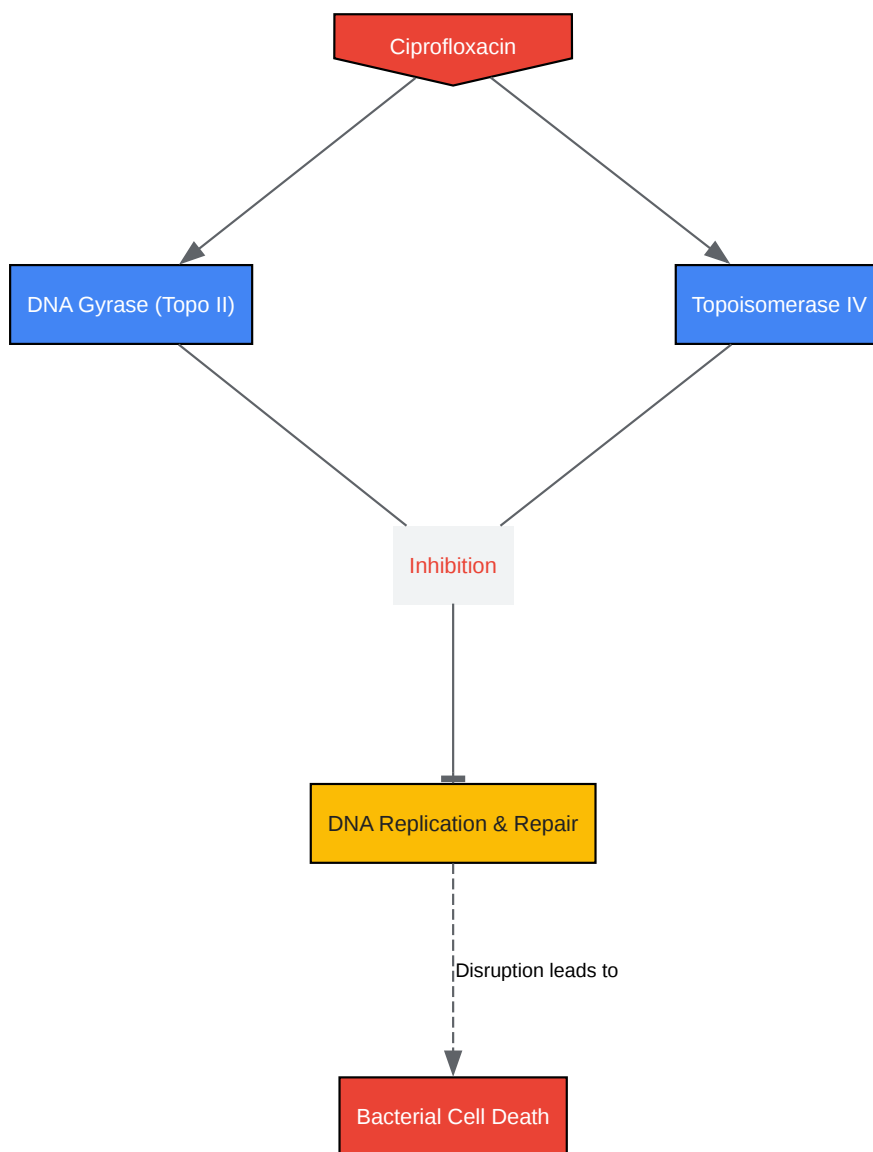 Ciprofloxacin
DNA Gyrase (Topo II)
Topoisomerase IV
Inhibition
DNA Replication & Repair
Disruption leads to
Bacterial Cell Death